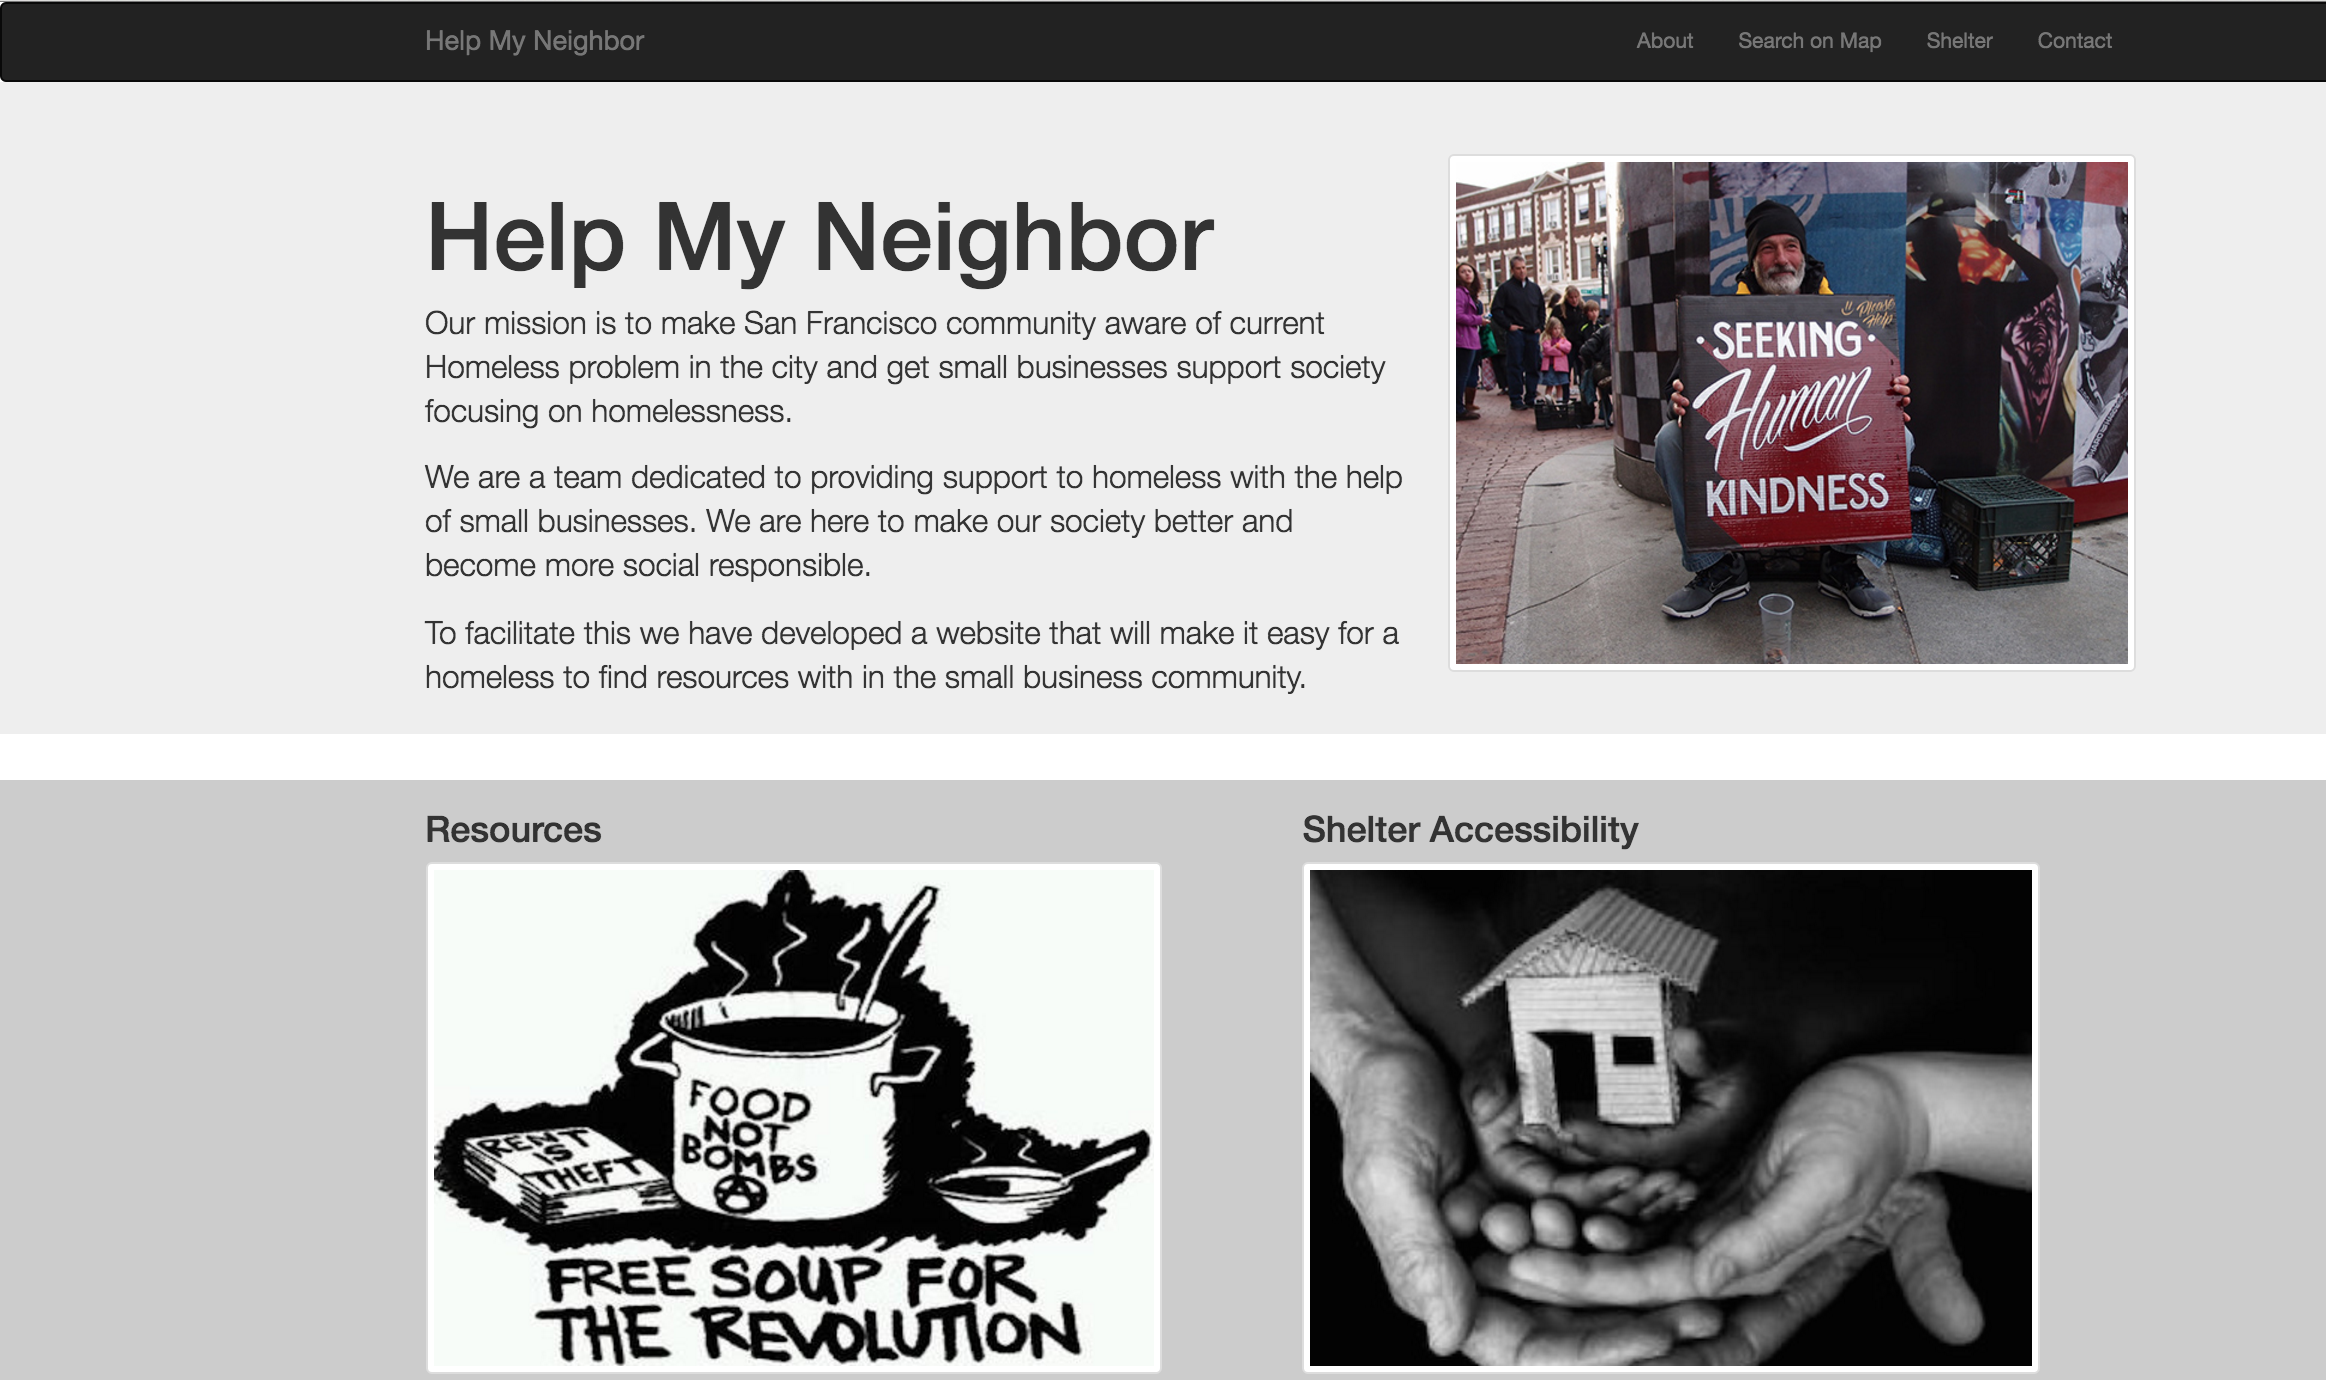 Help My Neighbor
About Search on Map Shelter Contact
Help My Neighbor
Our mission is to make San Francisco community aware of current
Homeless problem in the city and get small businesses support society
focusing on homelessness.
We are a team dedicated to providing support to homeless with the help
of small businesses. We are here to make our society better and
become more social responsible.
To facilitate this we have developed a website that will make it easy for a
homeless to find resources with in the small business community.
Please
Help
SEEKING
Human
KINDNESS
Resources
FOOD
NOT
BOMBS
RENT
IS
THEFT
FREE SOUP FOR
THE REVOLUTION
Shelter Accessibility